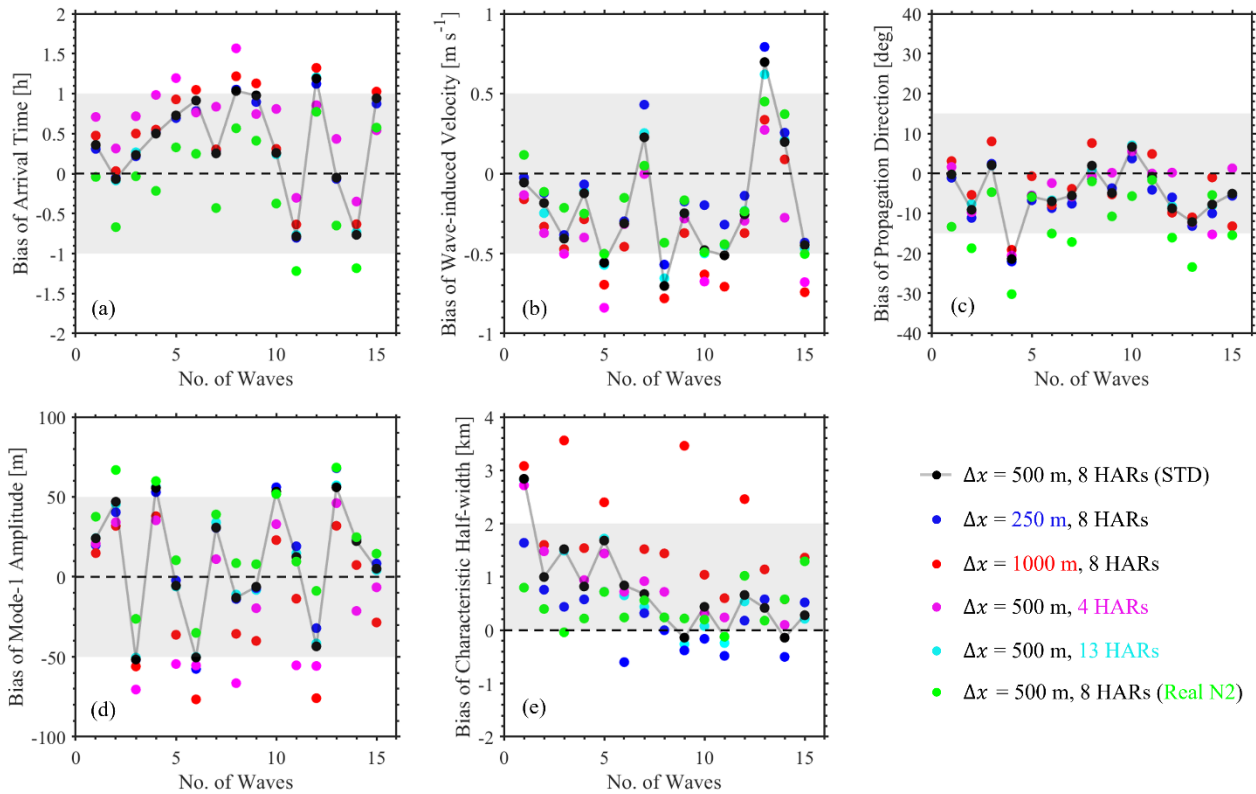 Bias of Arrival Time [h]
2
1.5
1
0.5
0
-0.5
-1
-1.5
-2
(a)
0
5
10
15
No. of Waves
Bias of Wave-induced Velocity [m s⁻¹]
1
0.5
0
-0.5
-1
(b)
0
5
10
15
No. of Waves
Bias of Propagation Direction [deg]
40
30
20
10
0
-10
-20
-30
-40
(c)
0
5
10
15
No. of Waves
Bias of Mode-1 Amplitude [m]
100
50
0
-50
-100
(d)
0
5
10
15
No. of Waves
Bias of Characteristic Half-width [km]
4
3
2
1
0
-1
-2
(e)
0
5
10
15
No. of Waves
Δx = 500 m, 8 HARs (STD)
Δx = 250 m, 8 HARs
Δx = 1000 m, 8 HARs
Δx = 500 m, 4 HARs
Δx = 500 m, 13 HARs
Δx = 500 m, 8 HARs (Real N2)